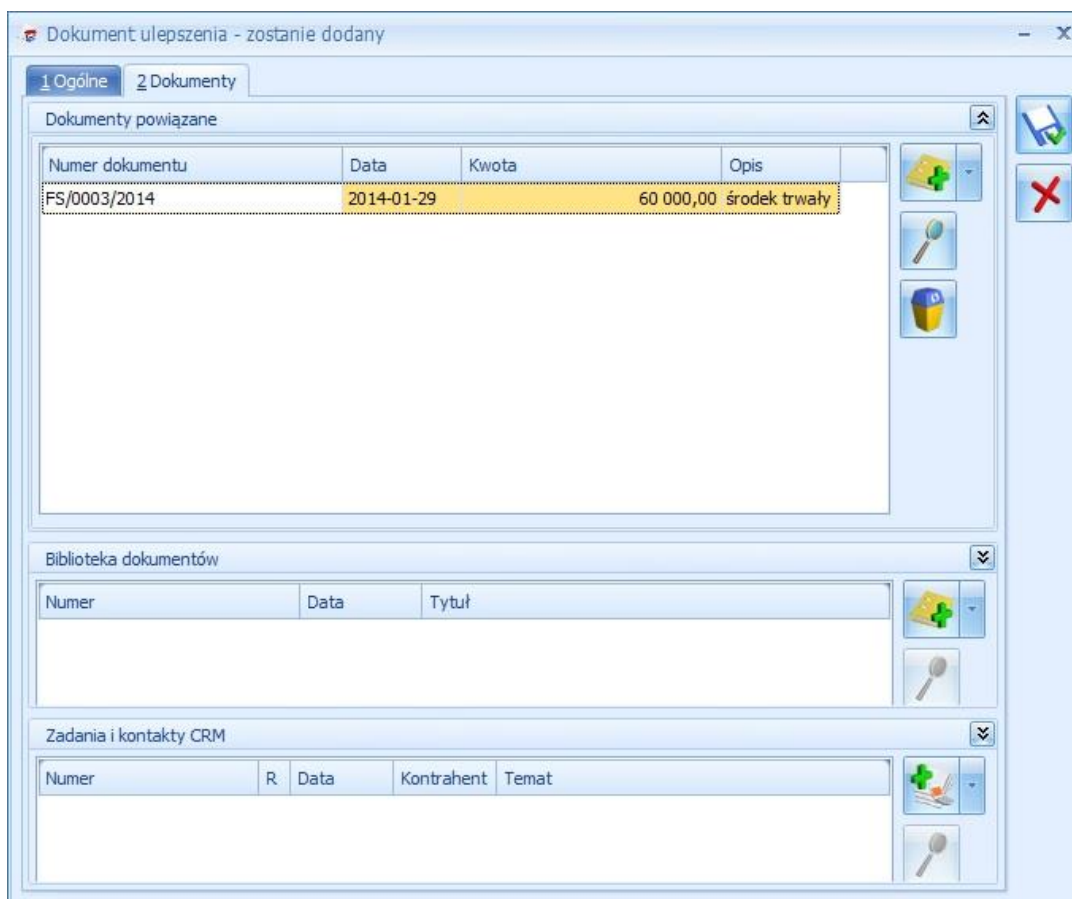 Dokument ulepszenia - zostanie dodany
1 Ogólne 2 Dokumenty
Dokumenty powiązane
Numer dokumentu Data Kwota Opis
FS/0003/2014 2014-01-29 60 000,00 środek trwały
Biblioteka dokumentów
Numer Data Tytuł
Zadania i kontakty CRM
Numer R Data Kontrahent Temat